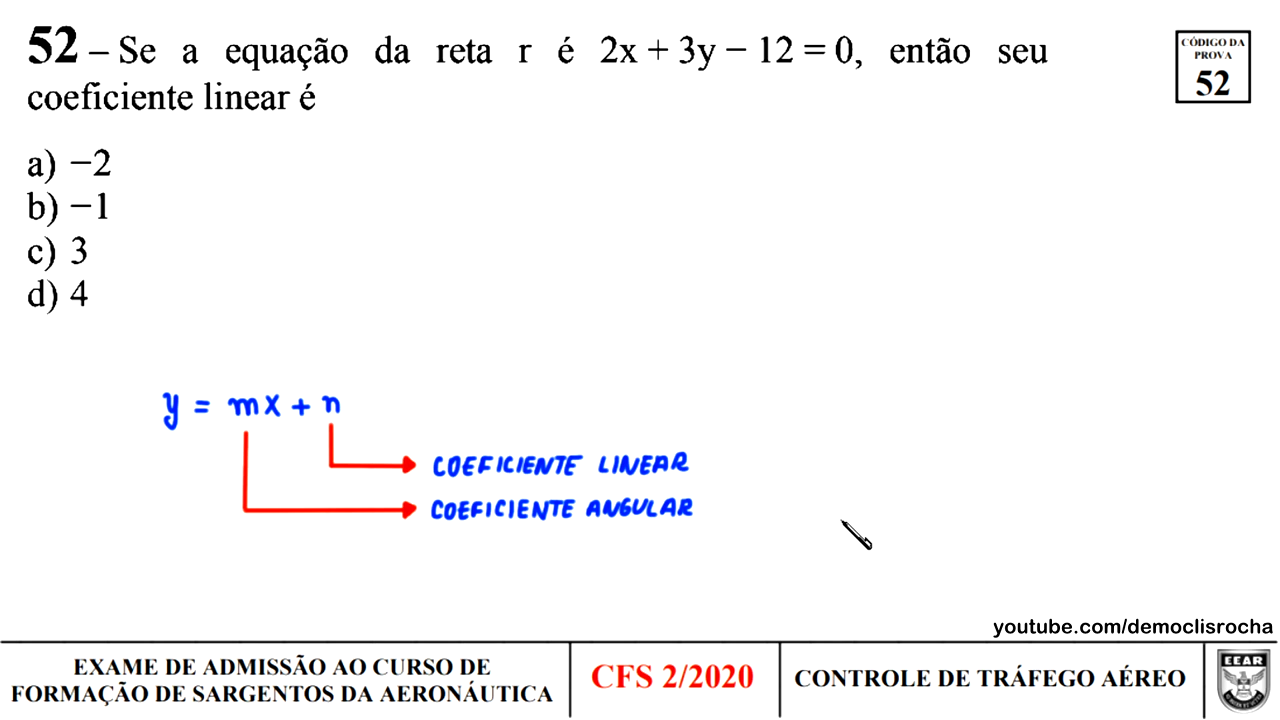 52 – Se a equação da reta r é 2x + 3y − 12 = 0, então seu
coeficiente linear é
CÓDIGO DA
PROVA
52
a) −2
b) −1
c) 3
d) 4
y = mx + n
COEFICIENTE LINEAR
COEFICIENTE ANGULAR
youtube.com/democlisrocha
EXAME DE ADMISSÃO AO CURSO DE
FORMAÇÃO DE SARGENTOS DA AERONÁUTICA
CFS 2/2020
CONTROLE DE TRÁFEGO AÉREO
EEAR